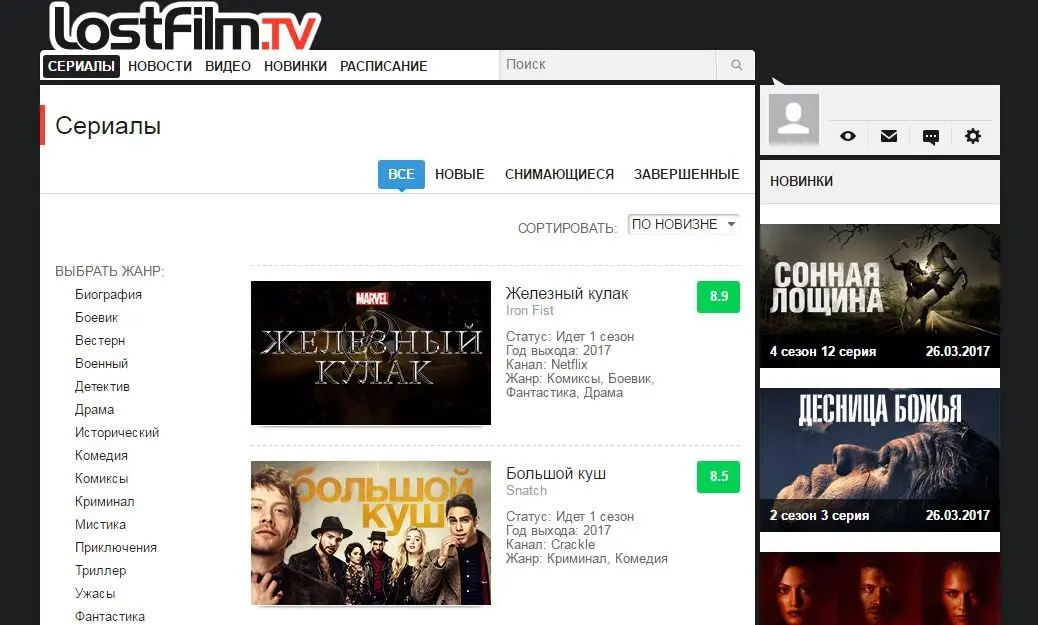 LostFilm.TV
СЕРИАЛЫ НОВОСТИ ВИДЕО НОВИНКИ РАСПИСАНИЕ Поиск
Сериалы
ВСЕ НОВЫЕ СНИМАЮЩИЕСЯ ЗАВЕРШЕННЫЕ
СОРТИРОВАТЬ: ПО НОВИЗНЕ
ВЫБРАТЬ ЖАНР:
Биография
Боевик
Вестерн
Военный
Детектив
Драма
Исторический
Комедия
Комиксы
Криминал
Мистика
Приключения
Триллер
Ужасы
Фантастика
MARVEL
ЖЕЛЕЗНЫЙ
КУЛАК
Железный кулак
8.9
Iron Fist
Статус: Идет 1 сезон
Год выхода: 2017
Канал: Netflix
Жанр: Комиксы, Боевик,
Фантастика, Драма
большой
куш
Большой куш
8.5
Snatch
Статус: Идет 1 сезон
Год выхода: 2017
Канал: Crackle
Жанр: Криминал, Комедия
НОВИНКИ
СОННАЯ
ЛОЩИНА
4 сезон 12 серия 26.03.2017
ДЕСНИЦА БОЖЬЯ
2 сезон 3 серия 26.03.2017